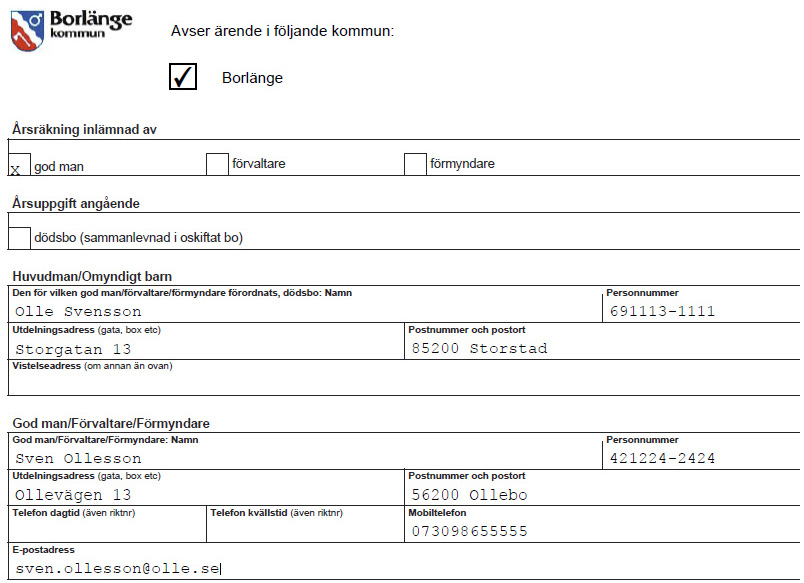 Borlänge
kommun
Avser ärende i följande kommun:
✓ Borlänge
Årsräkning inlämnad av
x god man förvaltare förmyndare
Årsuppgift angående
dödsbo (sammanlevnad i oskiftat bo)
Huvudman/Omyndigt barn
Den för vilken god man/förvaltare/förmyndare förordnats, dödsbo: Namn Personnummer
Olle Svensson 691113-1111
Utdelningsadress (gata, box etc) Postnummer och postort
Storgatan 13 85200 Storstad
Vistelseadress (om annan än ovan)
God man/Förvaltare/Förmyndare
God man/Förvaltare/Förmyndare: Namn Personnummer
Sven Ollesson 421224-2424
Utdelningsadress (gata, box etc) Postnummer och postort
Ollevägen 13 56200 Ollebo
Telefon dagtid (även riktnr) Telefon kvällstid (även riktnr) Mobiltelefon
073098655555
E-postadress
sven.ollesson@olle.se